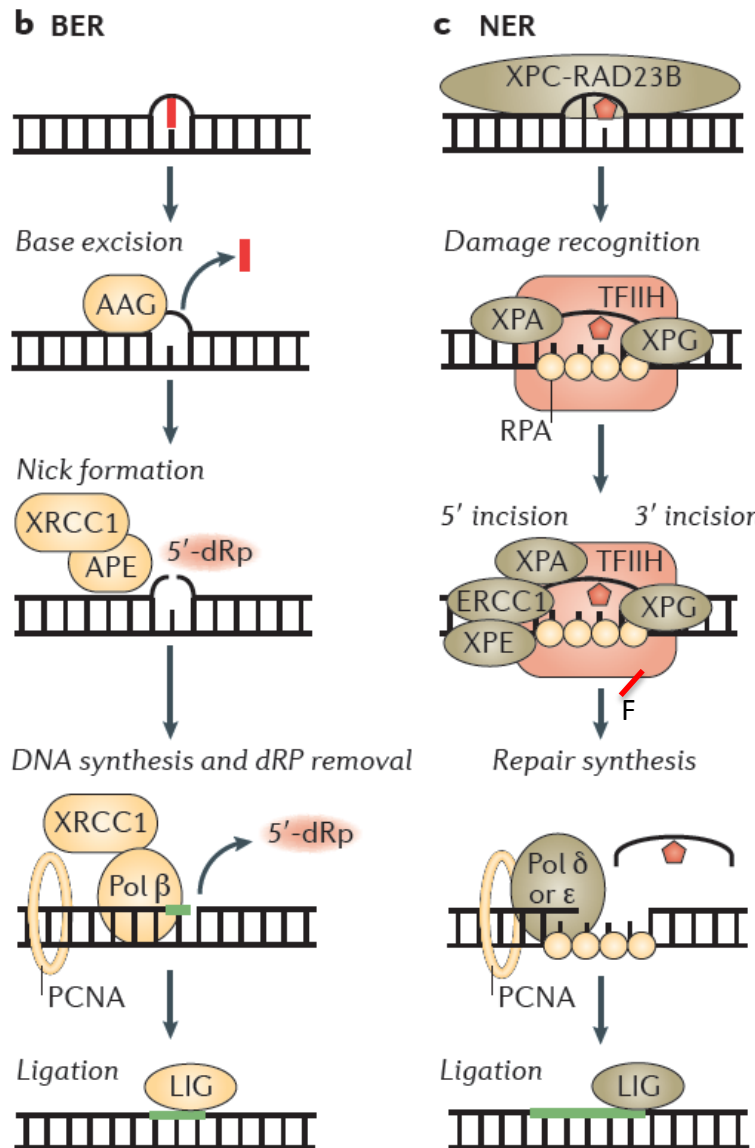 b BER
Base excision
AAG
Nick formation
XRCC1
APE
5′-dRp
DNA synthesis and dRP removal
XRCC1
5′-dRp
Pol β
PCNA
Ligation
LIG
c NER
XPC-RAD23B
Damage recognition
TFIIH
XPA
XPG
RPA
5′ incision
3′ incision
XPA
TFIIH
ERCC1
XPG
XPE
F
Repair synthesis
Pol δ
or ε
PCNA
Ligation
LIG